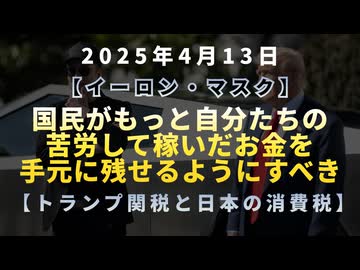 2025年4月13日
【イーロン・マスク】
国民がもっと自分たちの
苦労して稼いだお金を
手元に残せるようにすべき
【トランプ関税と日本の消費税】